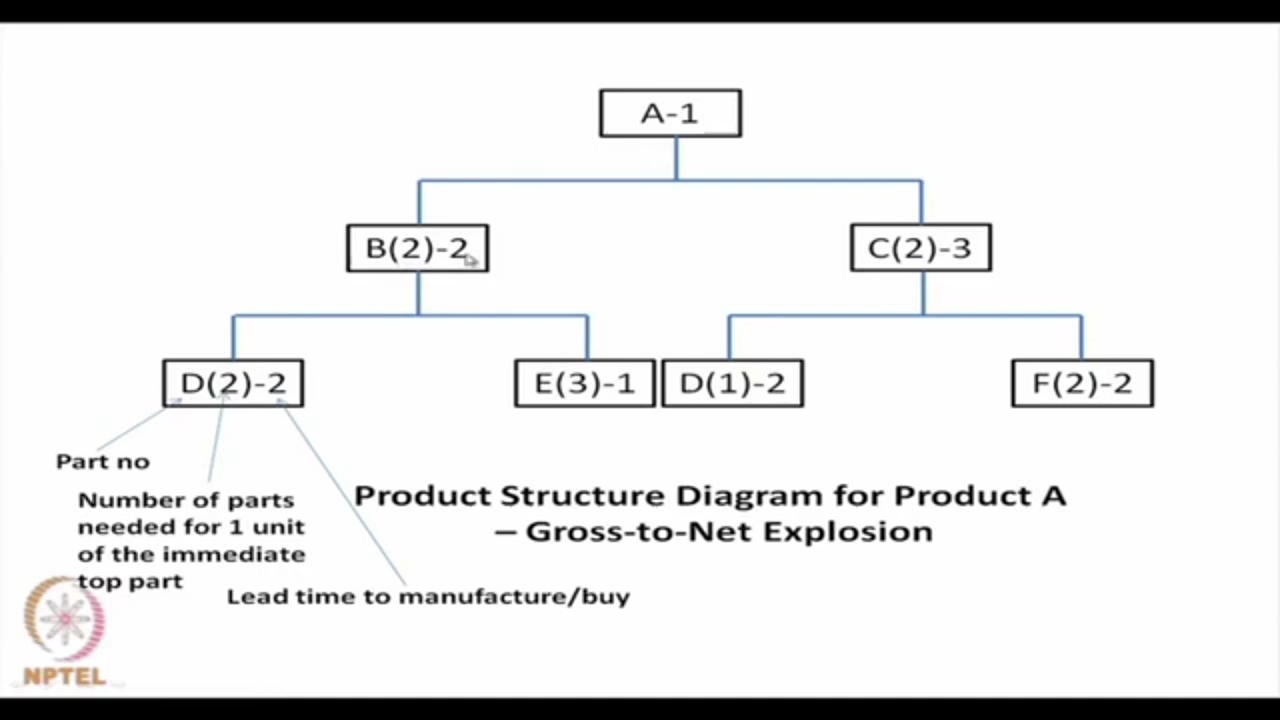 A-1
B(2)-2
C(2)-3
D(2)-2
E(3)-1
D(1)-2
F(2)-2
Part no
Number of parts
needed for 1 unit
of the immediate
top part
Lead time to manufacture/buy
Product Structure Diagram for Product A
– Gross-to-Net Explosion
NPTEL